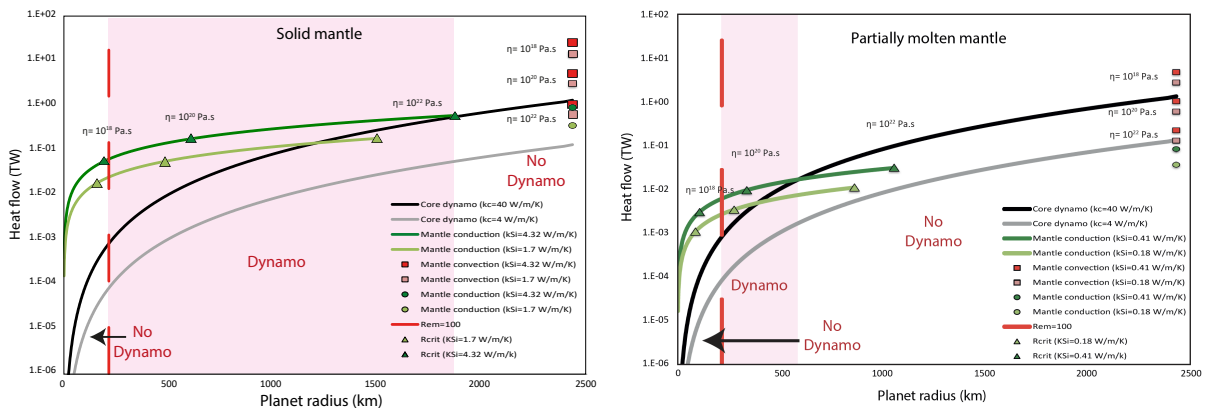 Solid mantle
1.E+02
1.E+01
1.E+00
1.E-01
1.E-02
1.E-03
1.E-04
1.E-05
1.E-06
Heat flow (TW)
η= 10¹⁸ Pa.s
η= 10²⁰ Pa.s
η= 10²² Pa.s
η= 10²² Pa.s
η= 10²⁰ Pa.s
η= 10¹⁸ Pa.s
No
Dynamo
Dynamo
No
Dynamo
Core dynamo (kc=40 W/m/K)
Core dynamo (kc=4 W/m/K)
Mantle conduction (kSi=4.32 W/m/K)
Mantle conduction (kSi=1.7 W/m/K)
Mantle convection (kSi=4.32 W/m/K)
Mantle convection (kSi=1.7 W/m/K)
Mantle conduction (kSi=4.32 W/m/K)
Mantle conduction (kSi=1.7 W/m/K)
Rem=100
Rcrit (KSi=1.7 W/m/K)
Rcrit (KSi=4.32 W/m/k)
0 500 1000 1500 2000 2500
Planet radius (km)
Partially molten mantle
1.E+02
1.E+01
1.E+00
1.E-01
1.E-02
1.E-03
1.E-04
1.E-05
1.E-06
Heat flow (TW)
η= 10¹⁸ Pa.s
η= 10²⁰ Pa.s
η= 10²² Pa.s
η= 10²² Pa.s
η= 10²⁰ Pa.s
η= 10¹⁸ Pa.s
No
Dynamo
Dynamo
No
Dynamo
Core dynamo (kc=40 W/m/K)
Core dynamo (kc=4 W/m/K)
Mantle conduction (kSi=0.41 W/m/K)
Mantle conduction (kSi=0.18 W/m/K)
Mantle convection (kSi=0.41 W/m/K)
Mantle convection (kSi=0.18 W/m/K)
Mantle conduction (kSi=0.41 W/m/K)
Mantle conduction (kSi=0.18 W/m/K)
Rem=100
Rcrit (KSi=0.18 W/m/K)
Rcrit (KSi=0.41 W/m/k)
0 500 1000 1500 2000 2500
Planet radius (km)